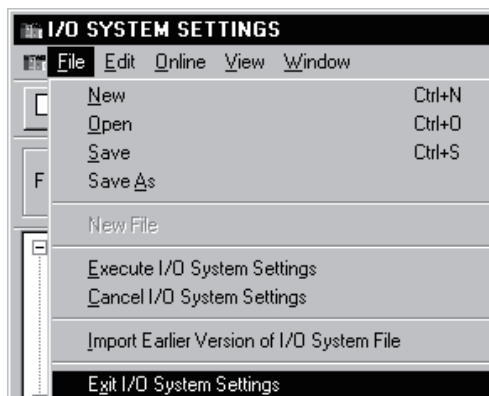 I/O SYSTEM SETTINGS
File Edit Online View Window
New Ctrl+N
Open Ctrl+O
F
Save Ctrl+S
Save As
New File
Execute I/O System Settings
Cancel I/O System Settings
Import Earlier Version of I/O System File
Exit I/O System Settings